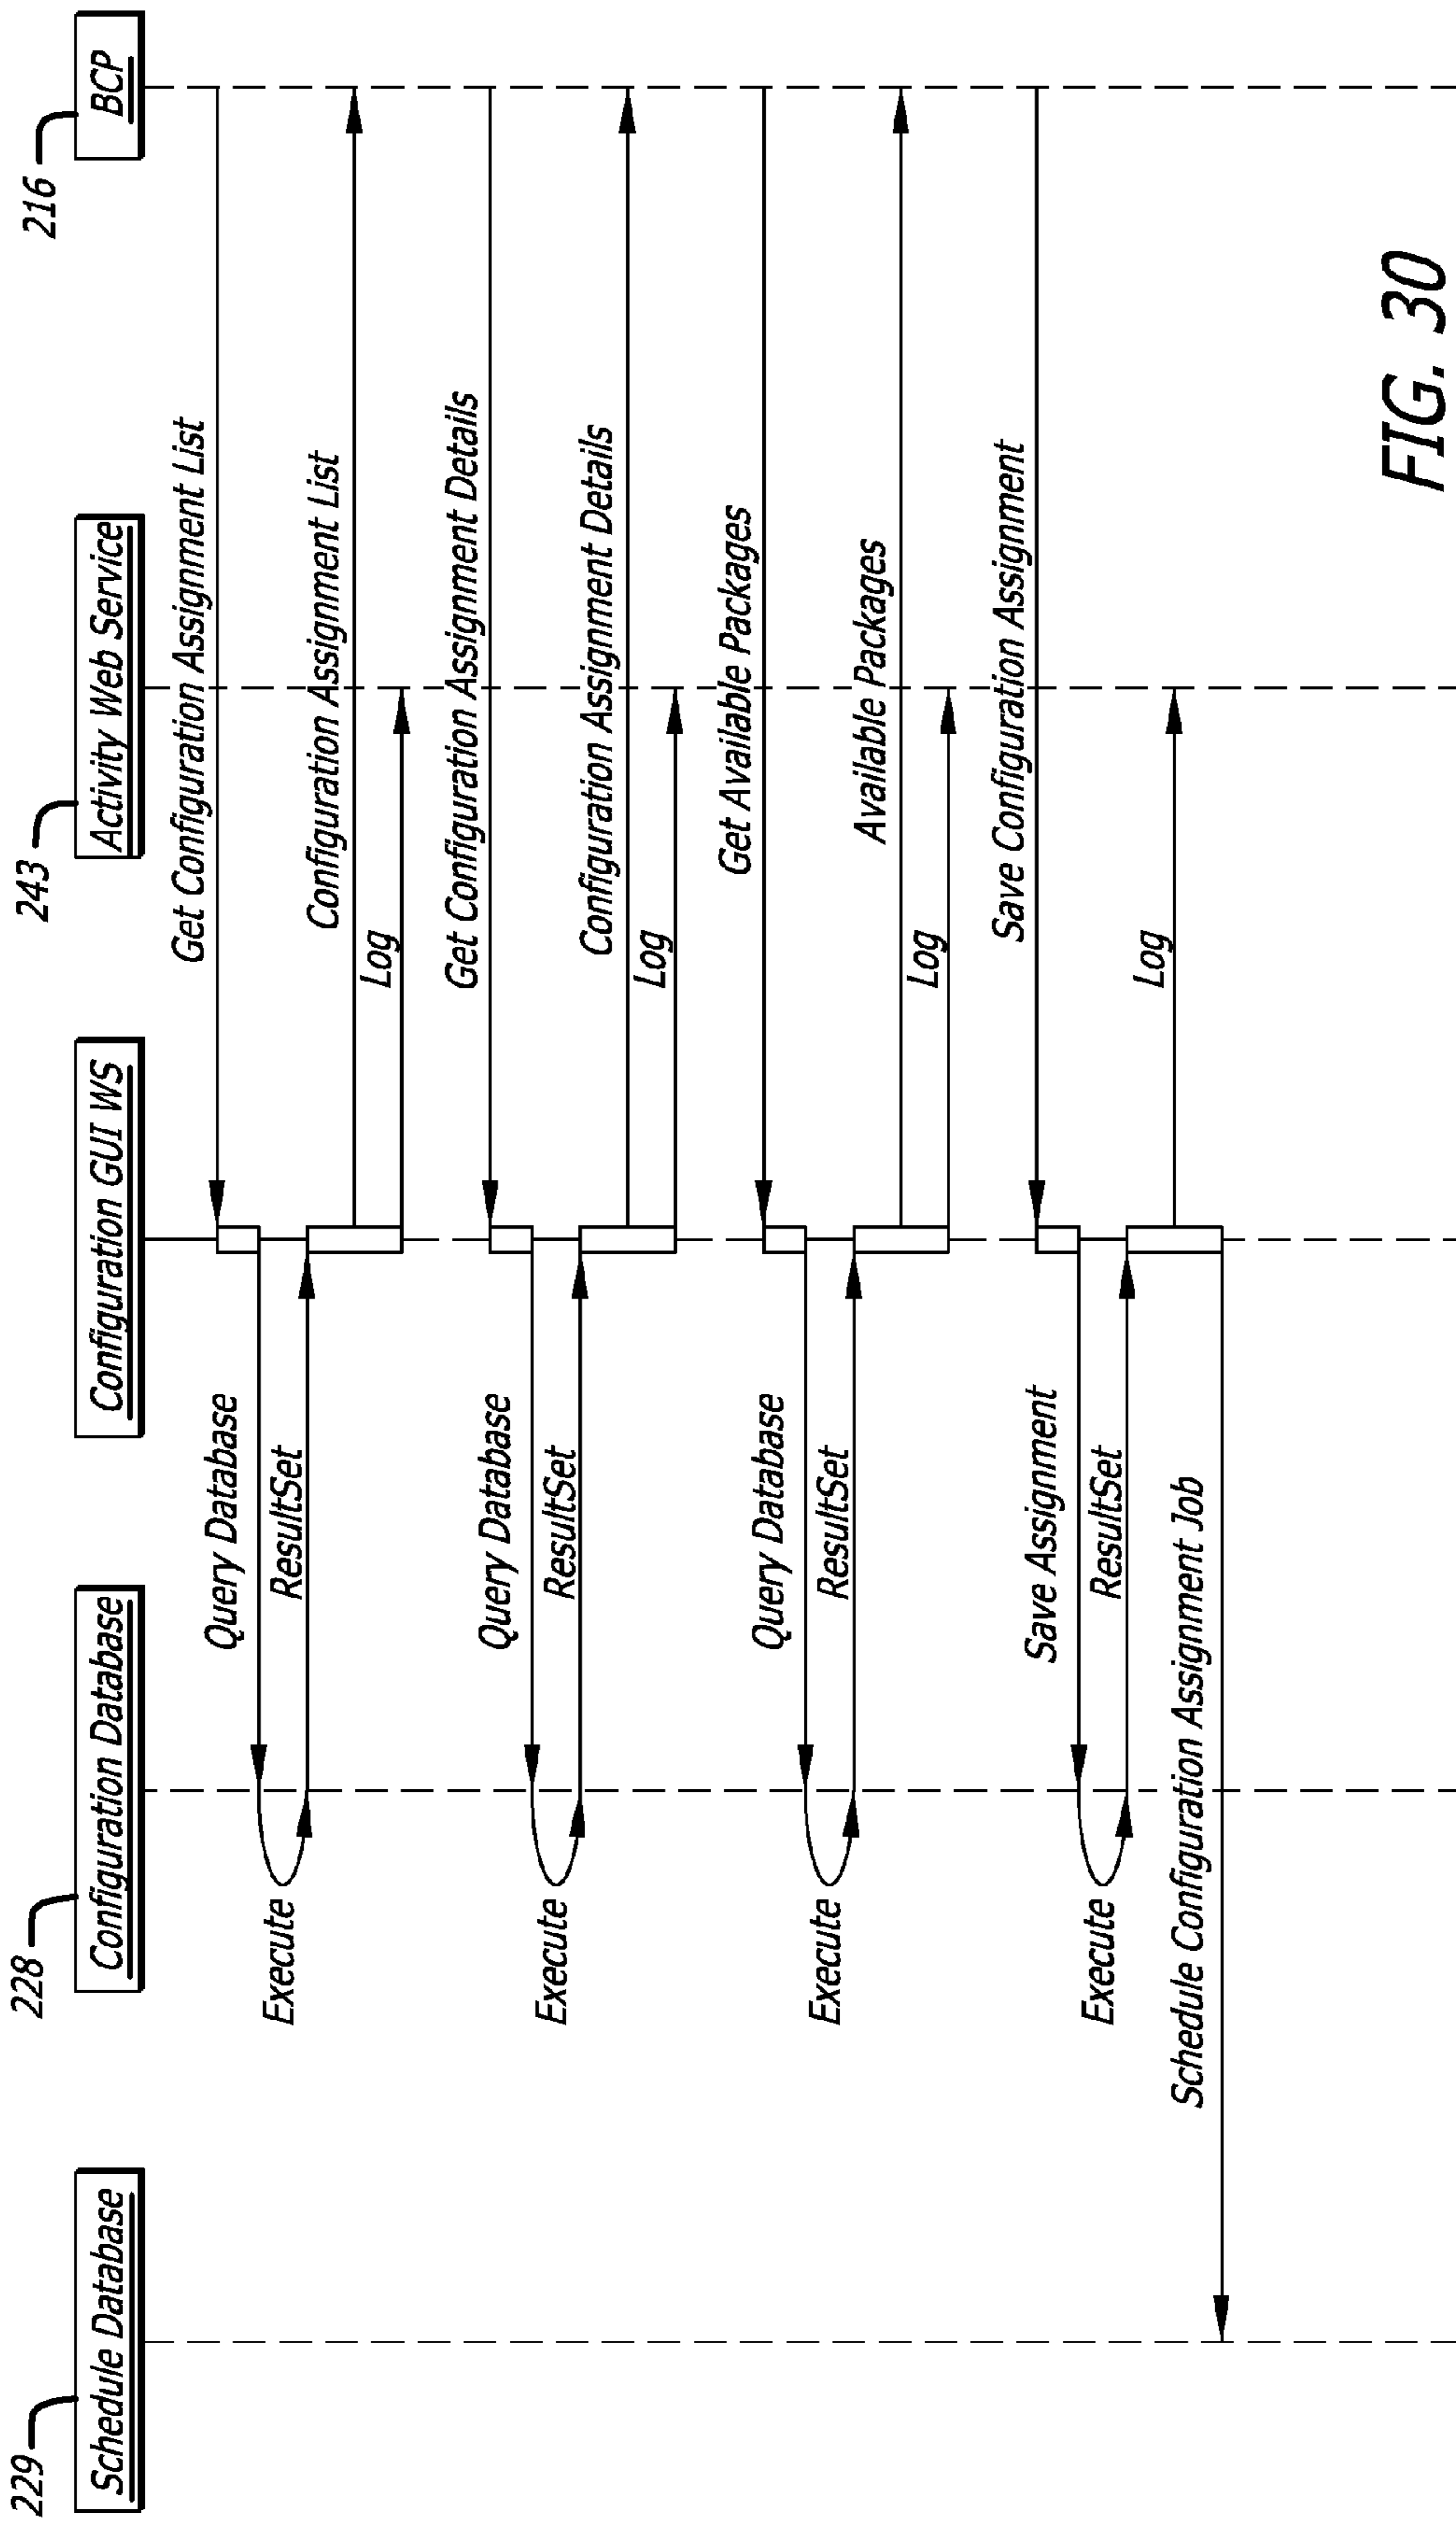 229
228
243
216
Schedule Database
Configuration Database
Configuration GUI WS
Activity Web Service
BCP
Get Configuration Assignment List
Query Database
Execute
ResultSet
Configuration Assignment List
Log
Get Configuration Assignment Details
Query Database
Execute
ResultSet
Configuration Assignment Details
Log
Get Available Packages
Query Database
Execute
ResultSet
Available Packages
Log
Save Configuration Assignment
Save Assignment
Execute
ResultSet
Log
Schedule Configuration Assignment Job
FIG. 30